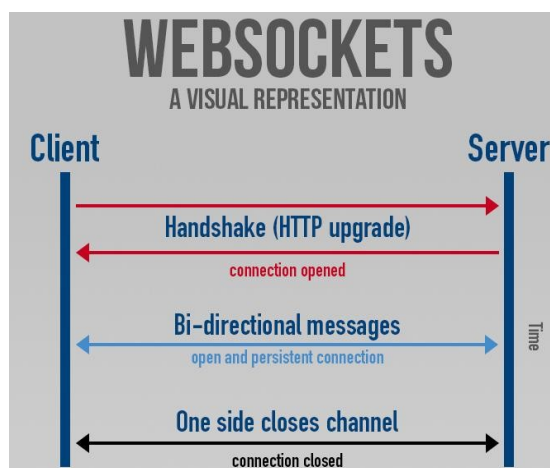 WEBSOCKETS
A VISUAL REPRESENTATION
Client
Server
Handshake (HTTP upgrade)
connection opened
Bi-directional messages
open and persistent connection
Time
One side closes channel
connection closed